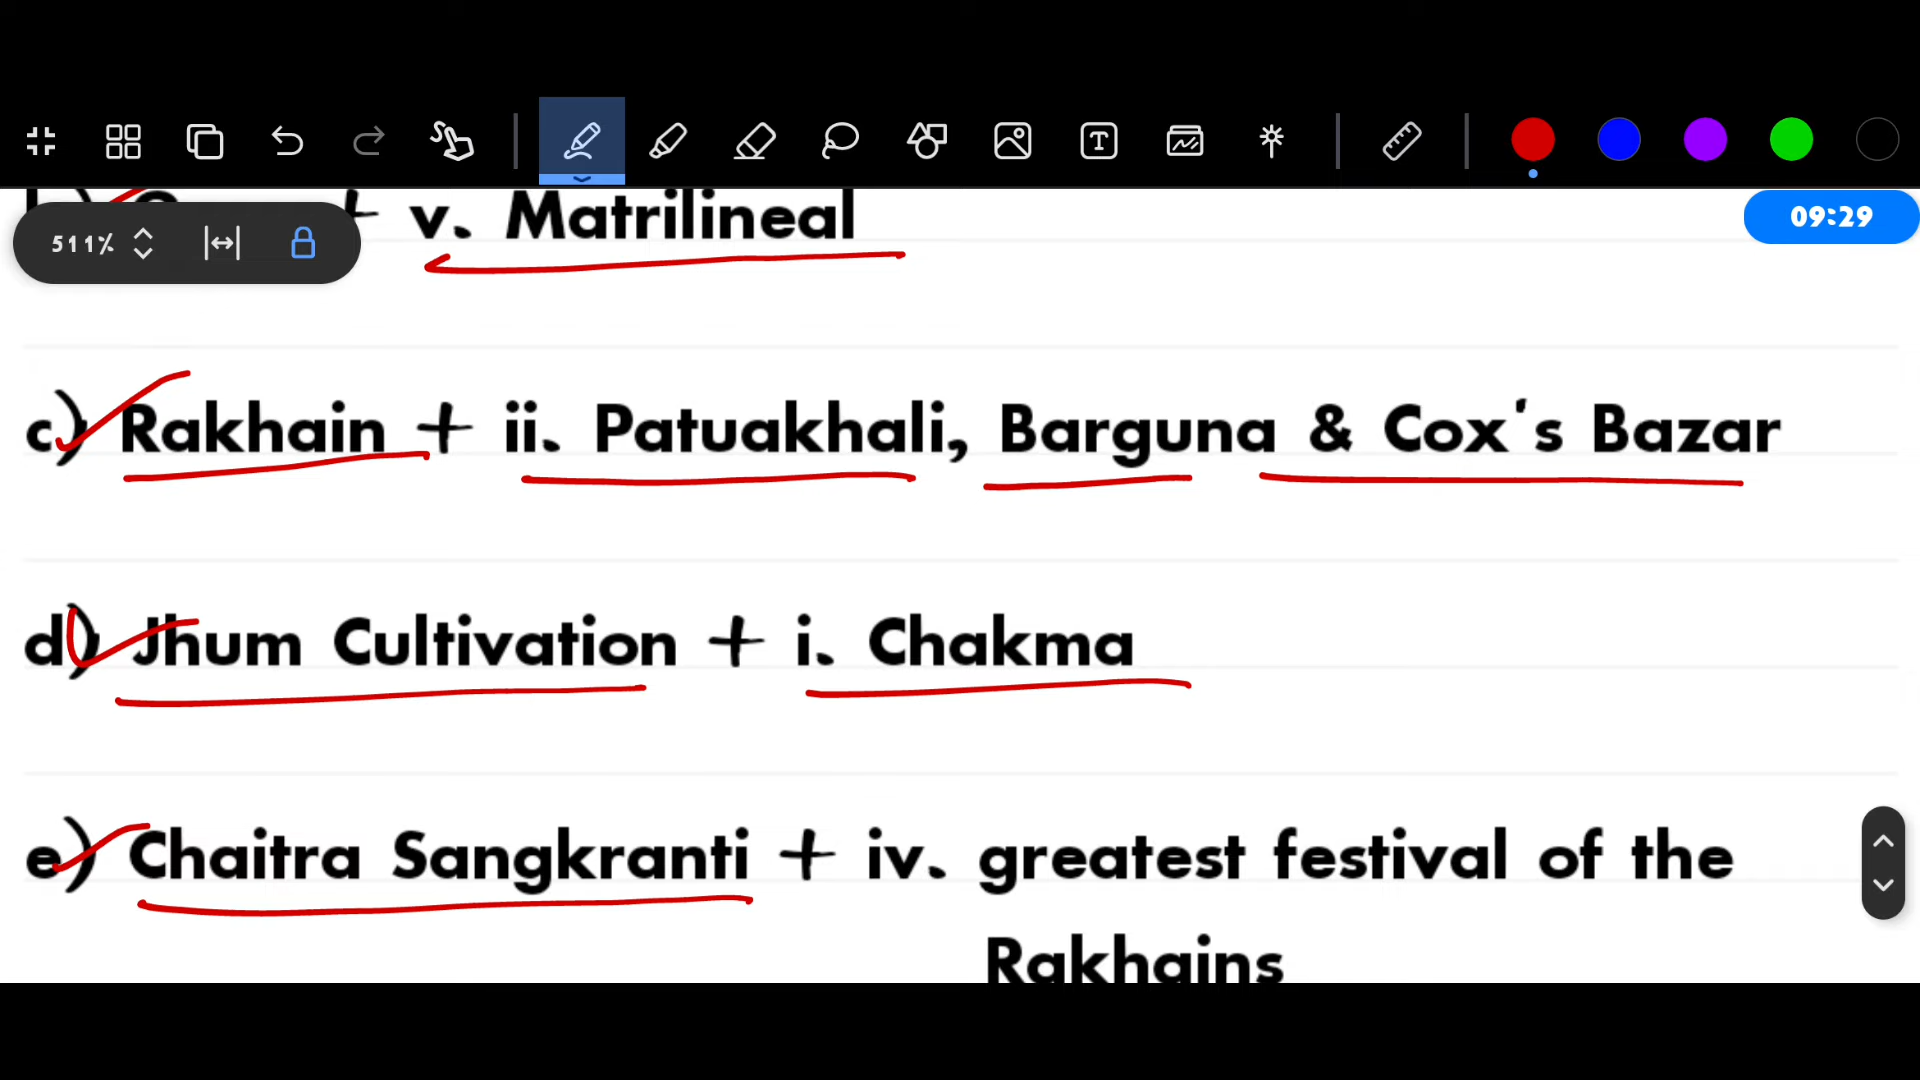 v. Matrilineal
511%
09:29
c) Rakhain + ii. Patuakhali, Barguna & Cox's Bazar
d) Jhum Cultivation + i. Chakma
e) Chaitra Sangkranti + iv. greatest festival of the
Rakhains